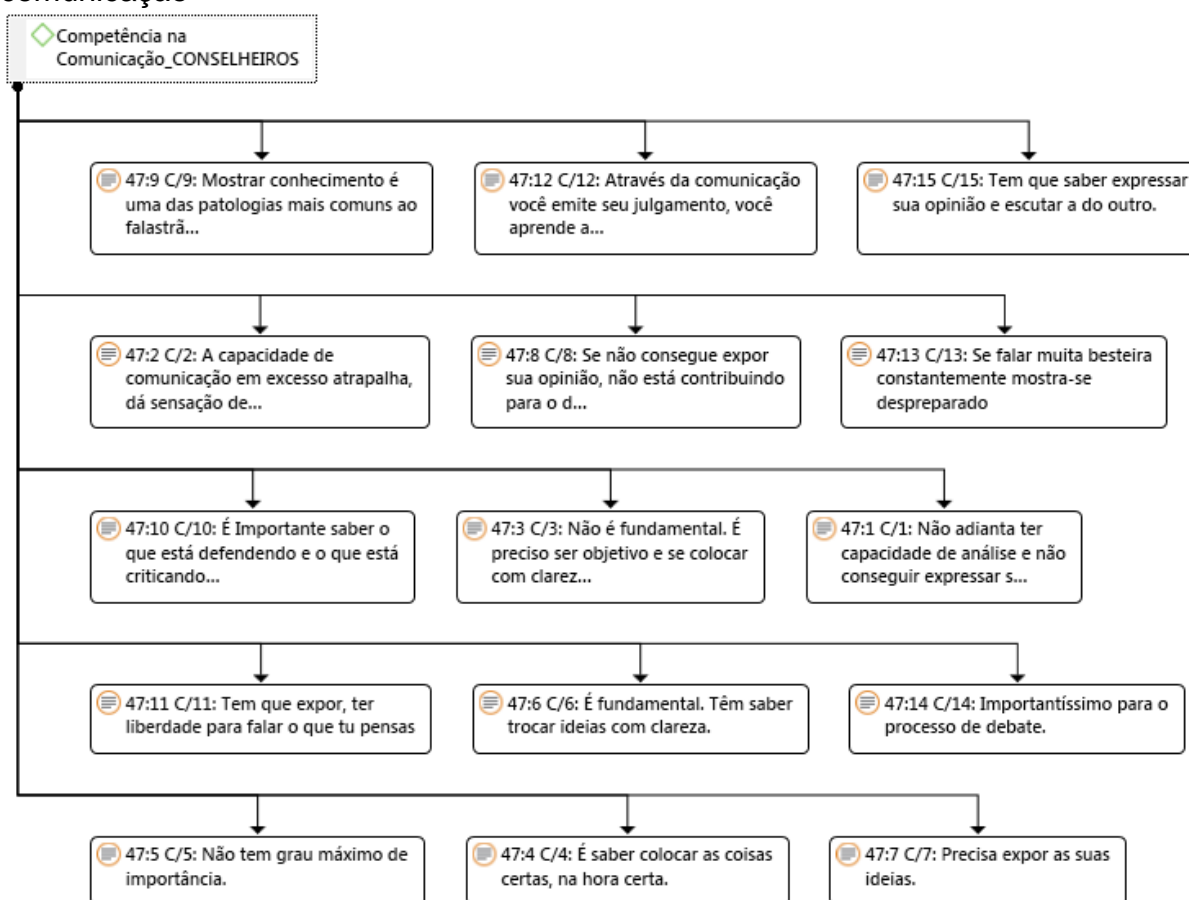 comunicação
Competência na
Comunicação_CONSELHEIROS
47:9 C/9: Mostrar conhecimento é
uma das patologias mais comuns ao
falastrã...
47:12 C/12: Através da comunicação
você emite seu julgamento, você
aprende a...
47:15 C/15: Tem que saber expressar
sua opinião e escutar a do outro.
47:2 C/2: A capacidade de
comunicação em excesso atrapalha,
dá sensação de...
47:8 C/8: Se não consegue expor
sua opinião, não está contribuindo
para o d...
47:13 C/13: Se falar muita besteira
constantemente mostra-se
despreparado
47:10 C/10: É Importante saber o
que está defendendo e o que está
criticando...
47:3 C/3: Não é fundamental. É
preciso ser objetivo e se colocar
com clarez...
47:1 C/1: Não adianta ter
capacidade de análise e não
conseguir expressar s...
47:11 C/11: Tem que expor, ter
liberdade para falar o que tu pensas
47:6 C/6: É fundamental. Têm saber
trocar ideias com clareza.
47:14 C/14: Importantíssimo para o
processo de debate.
47:5 C/5: Não tem grau máximo de
importância.
47:4 C/4: É saber colocar as coisas
certas, na hora certa.
47:7 C/7: Precisa expor as suas
ideias.